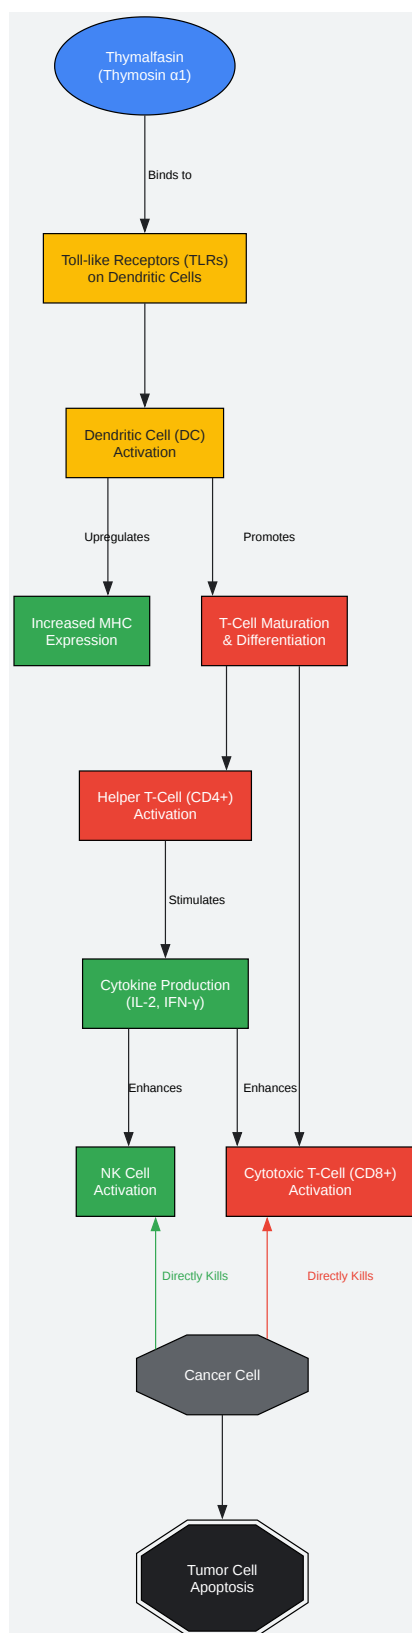 Thymalfasin
(Thymosin α1)
Binds to
Toll-like Receptors (TLRs)
on Dendritic Cells
Dendritic Cell (DC)
Activation
Upregulates
Promotes
Increased MHC
Expression
T-Cell Maturation
& Differentiation
Helper T-Cell (CD4+)
Activation
Stimulates
Cytokine Production
(IL-2, IFN-γ)
Enhances
Enhances
NK Cell
Activation
Cytotoxic T-Cell (CD8+)
Activation
Directly Kills
Directly Kills
Cancer Cell
Tumor Cell
Apoptosis